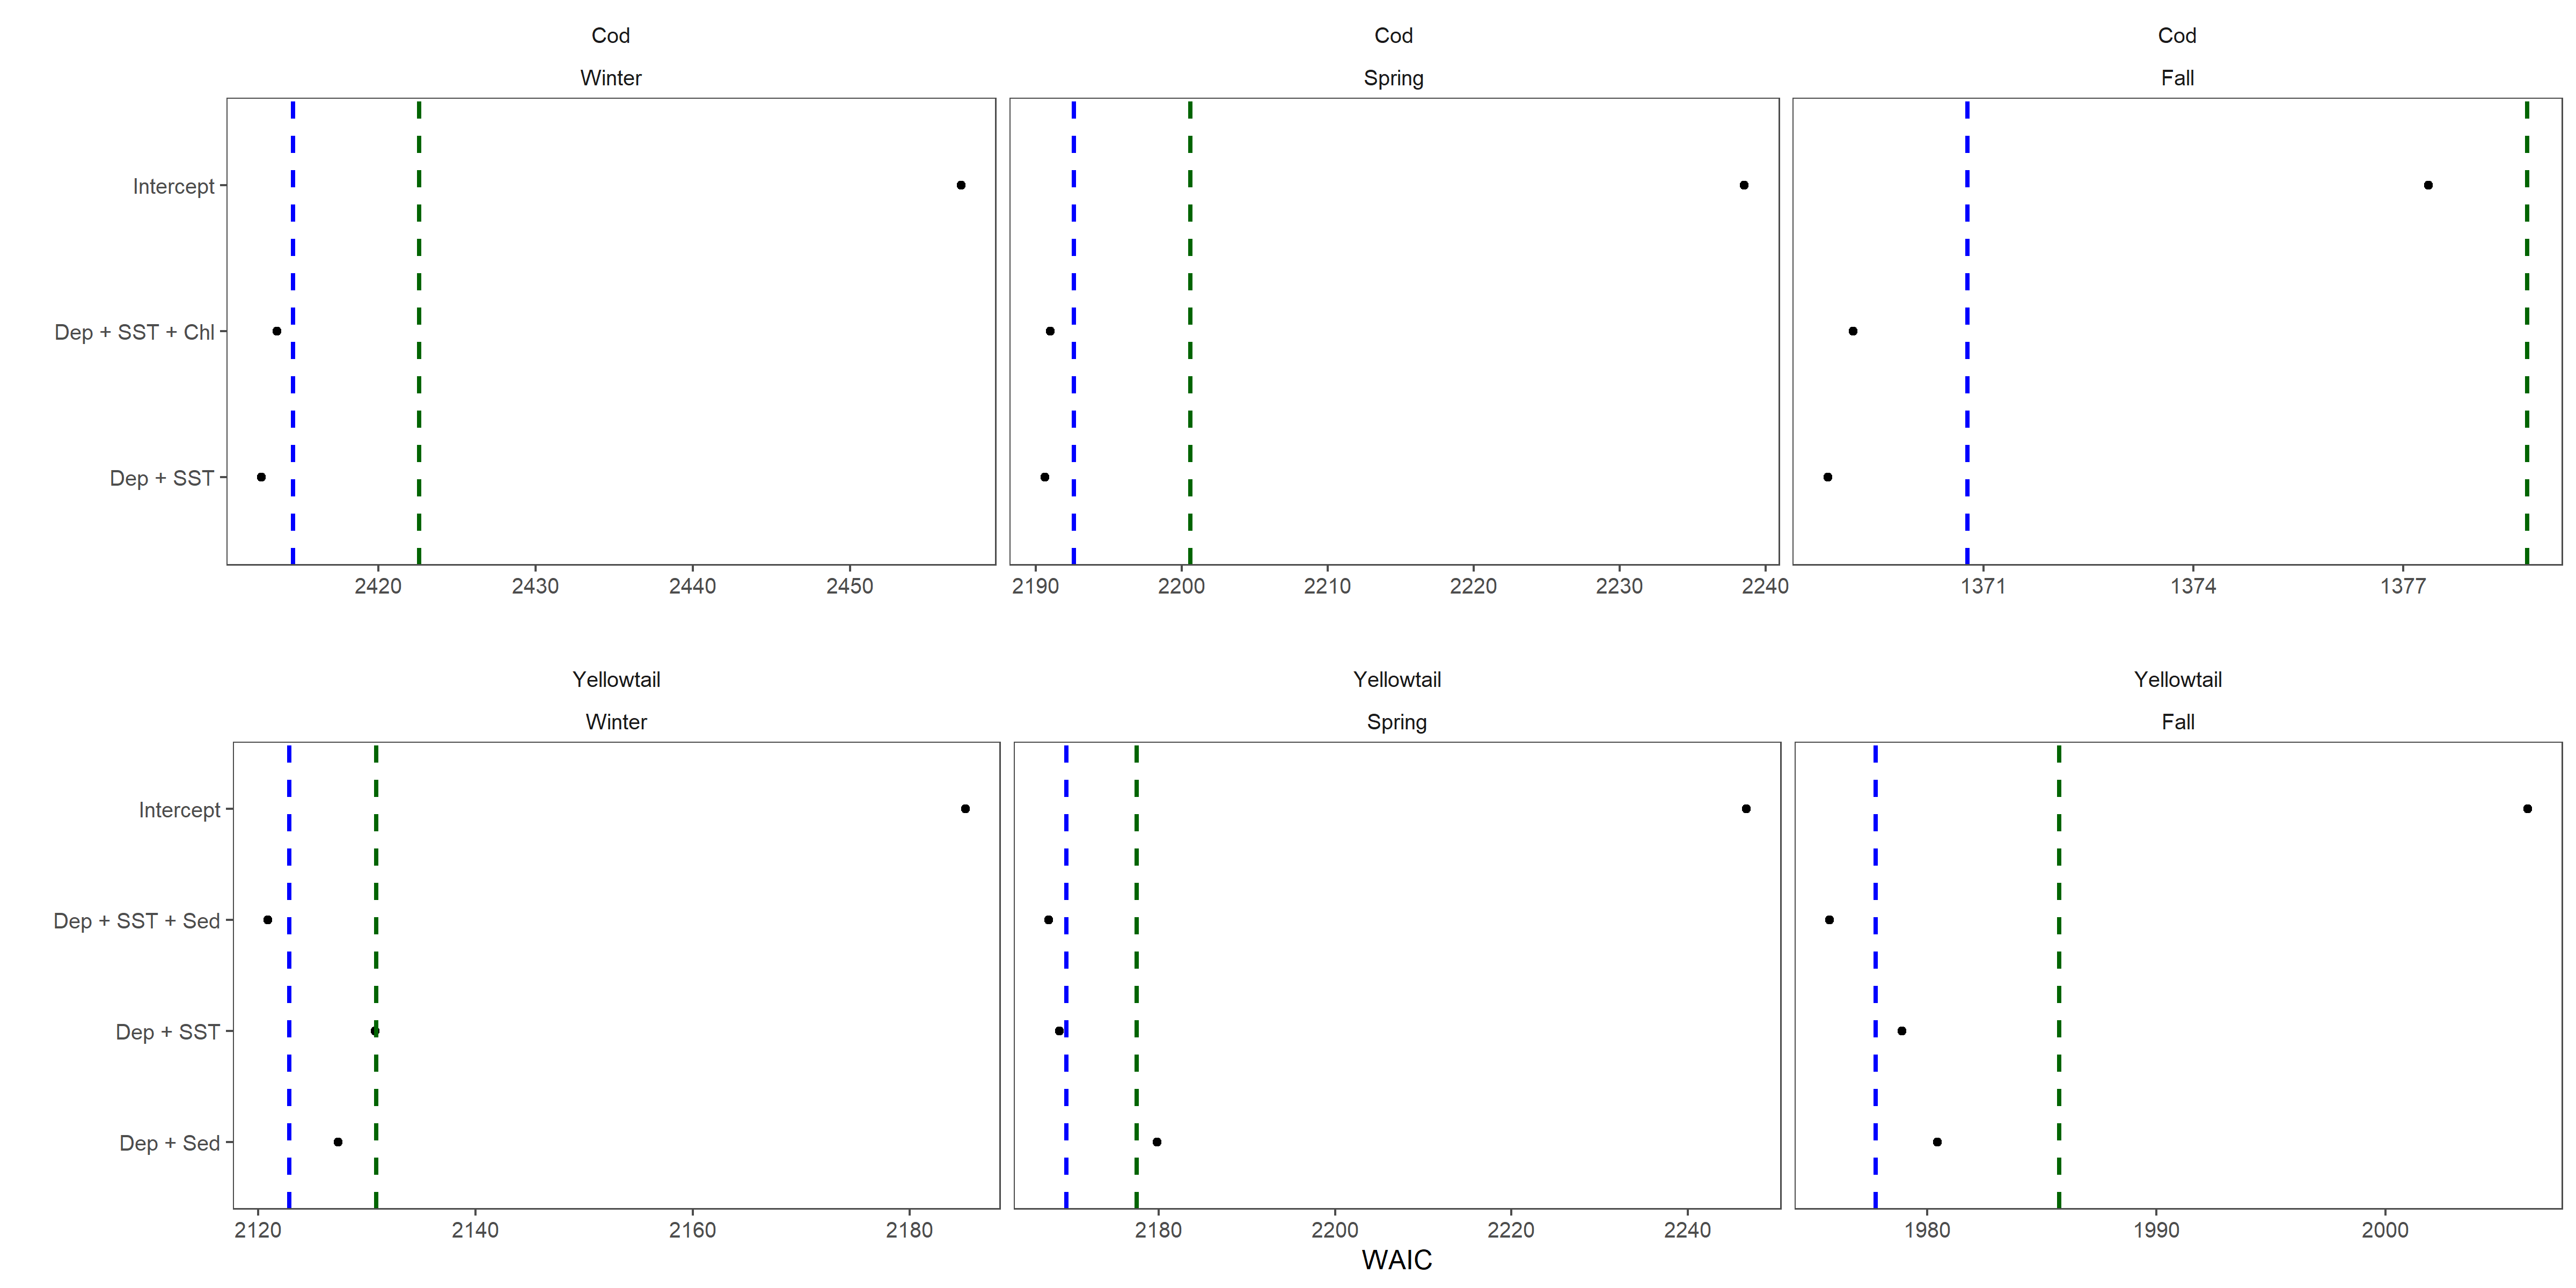 Cod Cod Cod
Winter Spring Fall
Intercept
Dep + SST + Chl
Dep + SST
2420 2430 2440 2450 2190 2200 2210 2220 2230 2240 1371 1374 1377
Yellowtail Yellowtail Yellowtail
Winter Spring Fall
Intercept
Dep + SST + Sed
Dep + SST
Dep + Sed
2120 2140 2160 2180 2180 2200 2220 2240 1980 1990 2000
WAIC